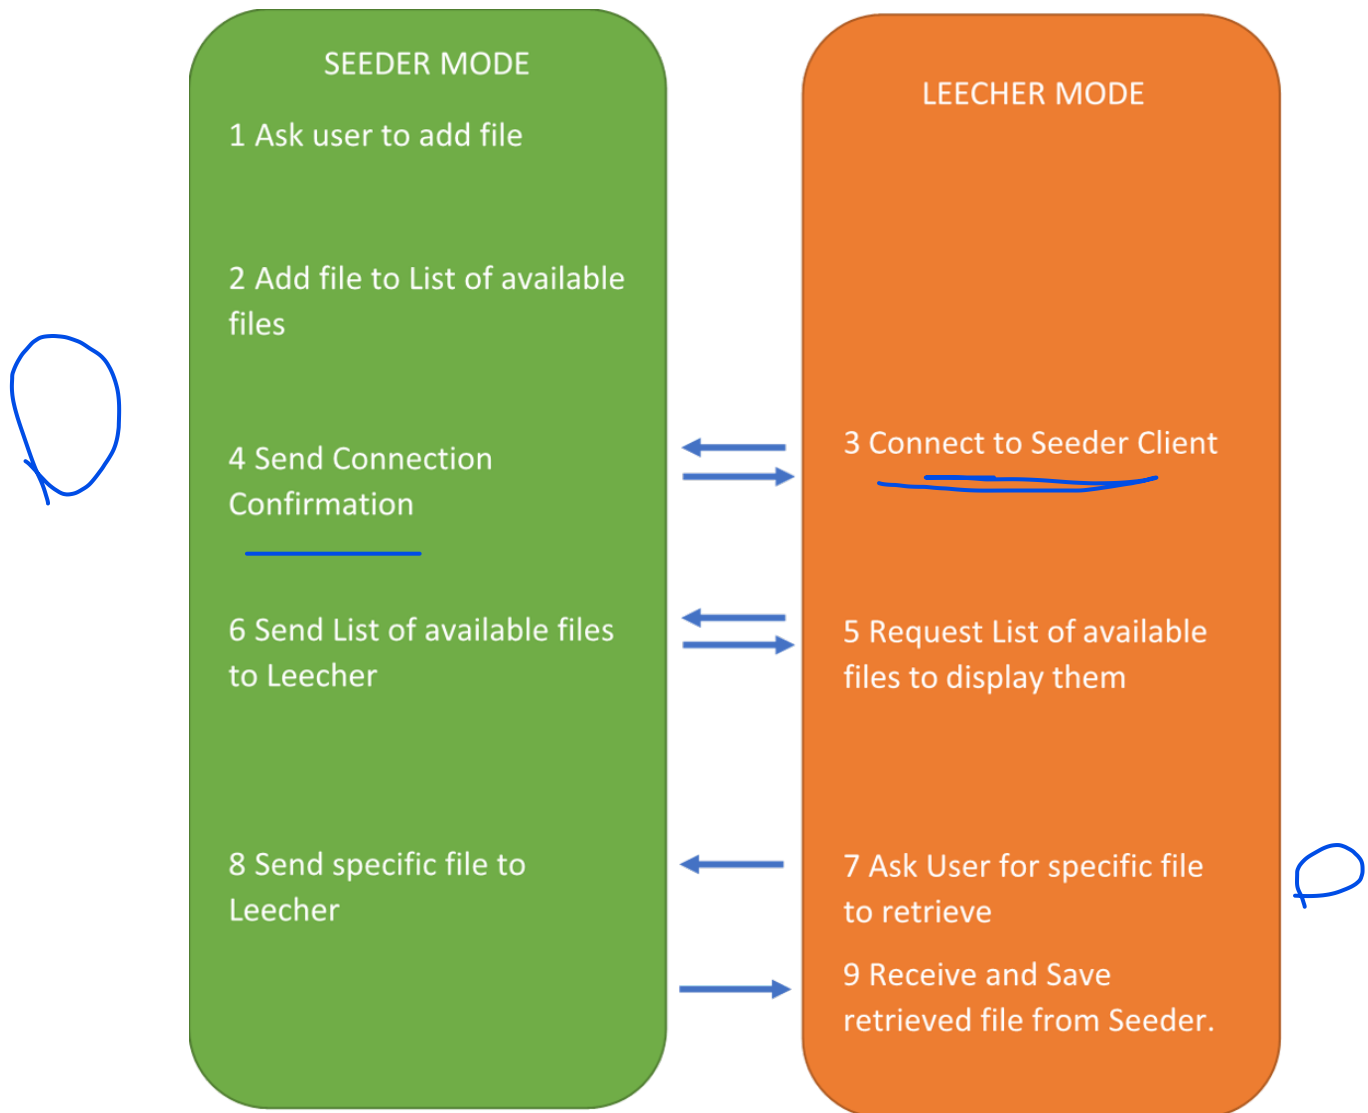 SEEDER MODE
1 Ask user to add file
2 Add file to List of available
files
4 Send Connection
Confirmation
6 Send List of available files
to Leecher
8 Send specific file to
Leecher
LEECHER MODE
3 Connect to Seeder Client
5 Request List of available
files to display them
7 Ask User for specific file
to retrieve
9 Receive and Save
retrieved file from Seeder.